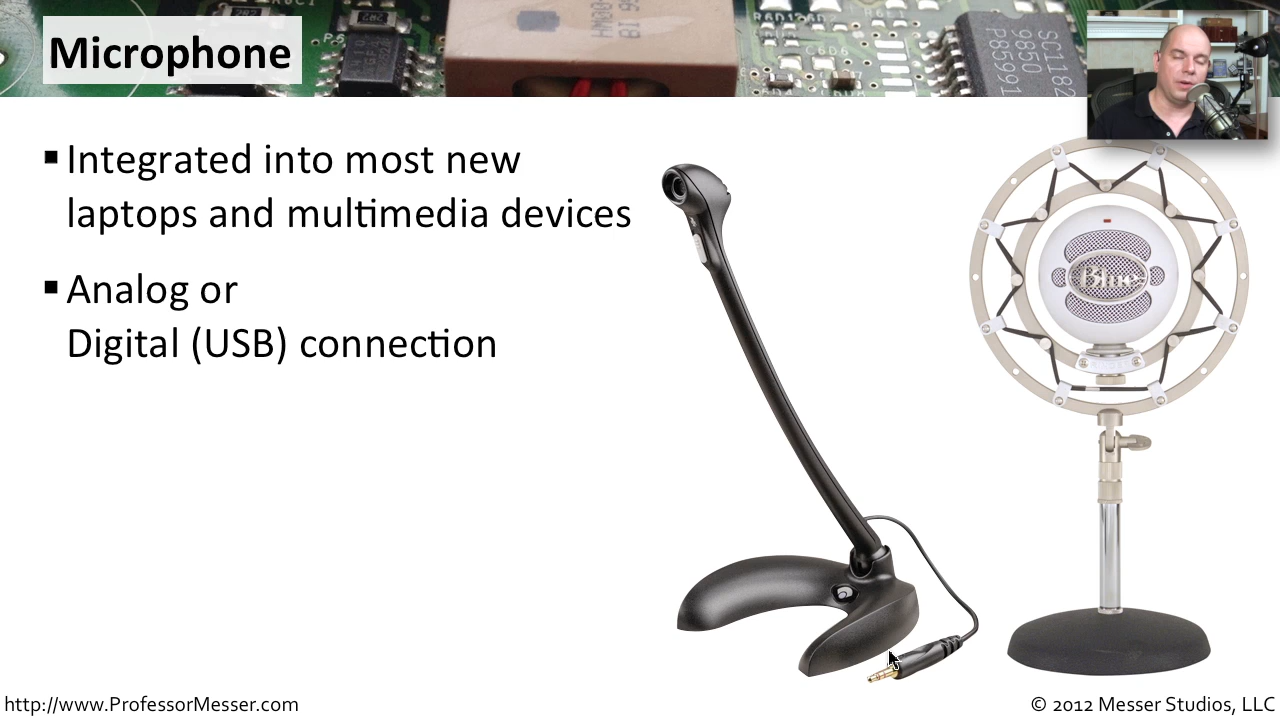 Microphone
Integrated into most new
laptops and multimedia devices
Analog or
Digital (USB) connection
Blue
http://www.ProfessorMesser.com
© 2012 Messer Studios, LLC